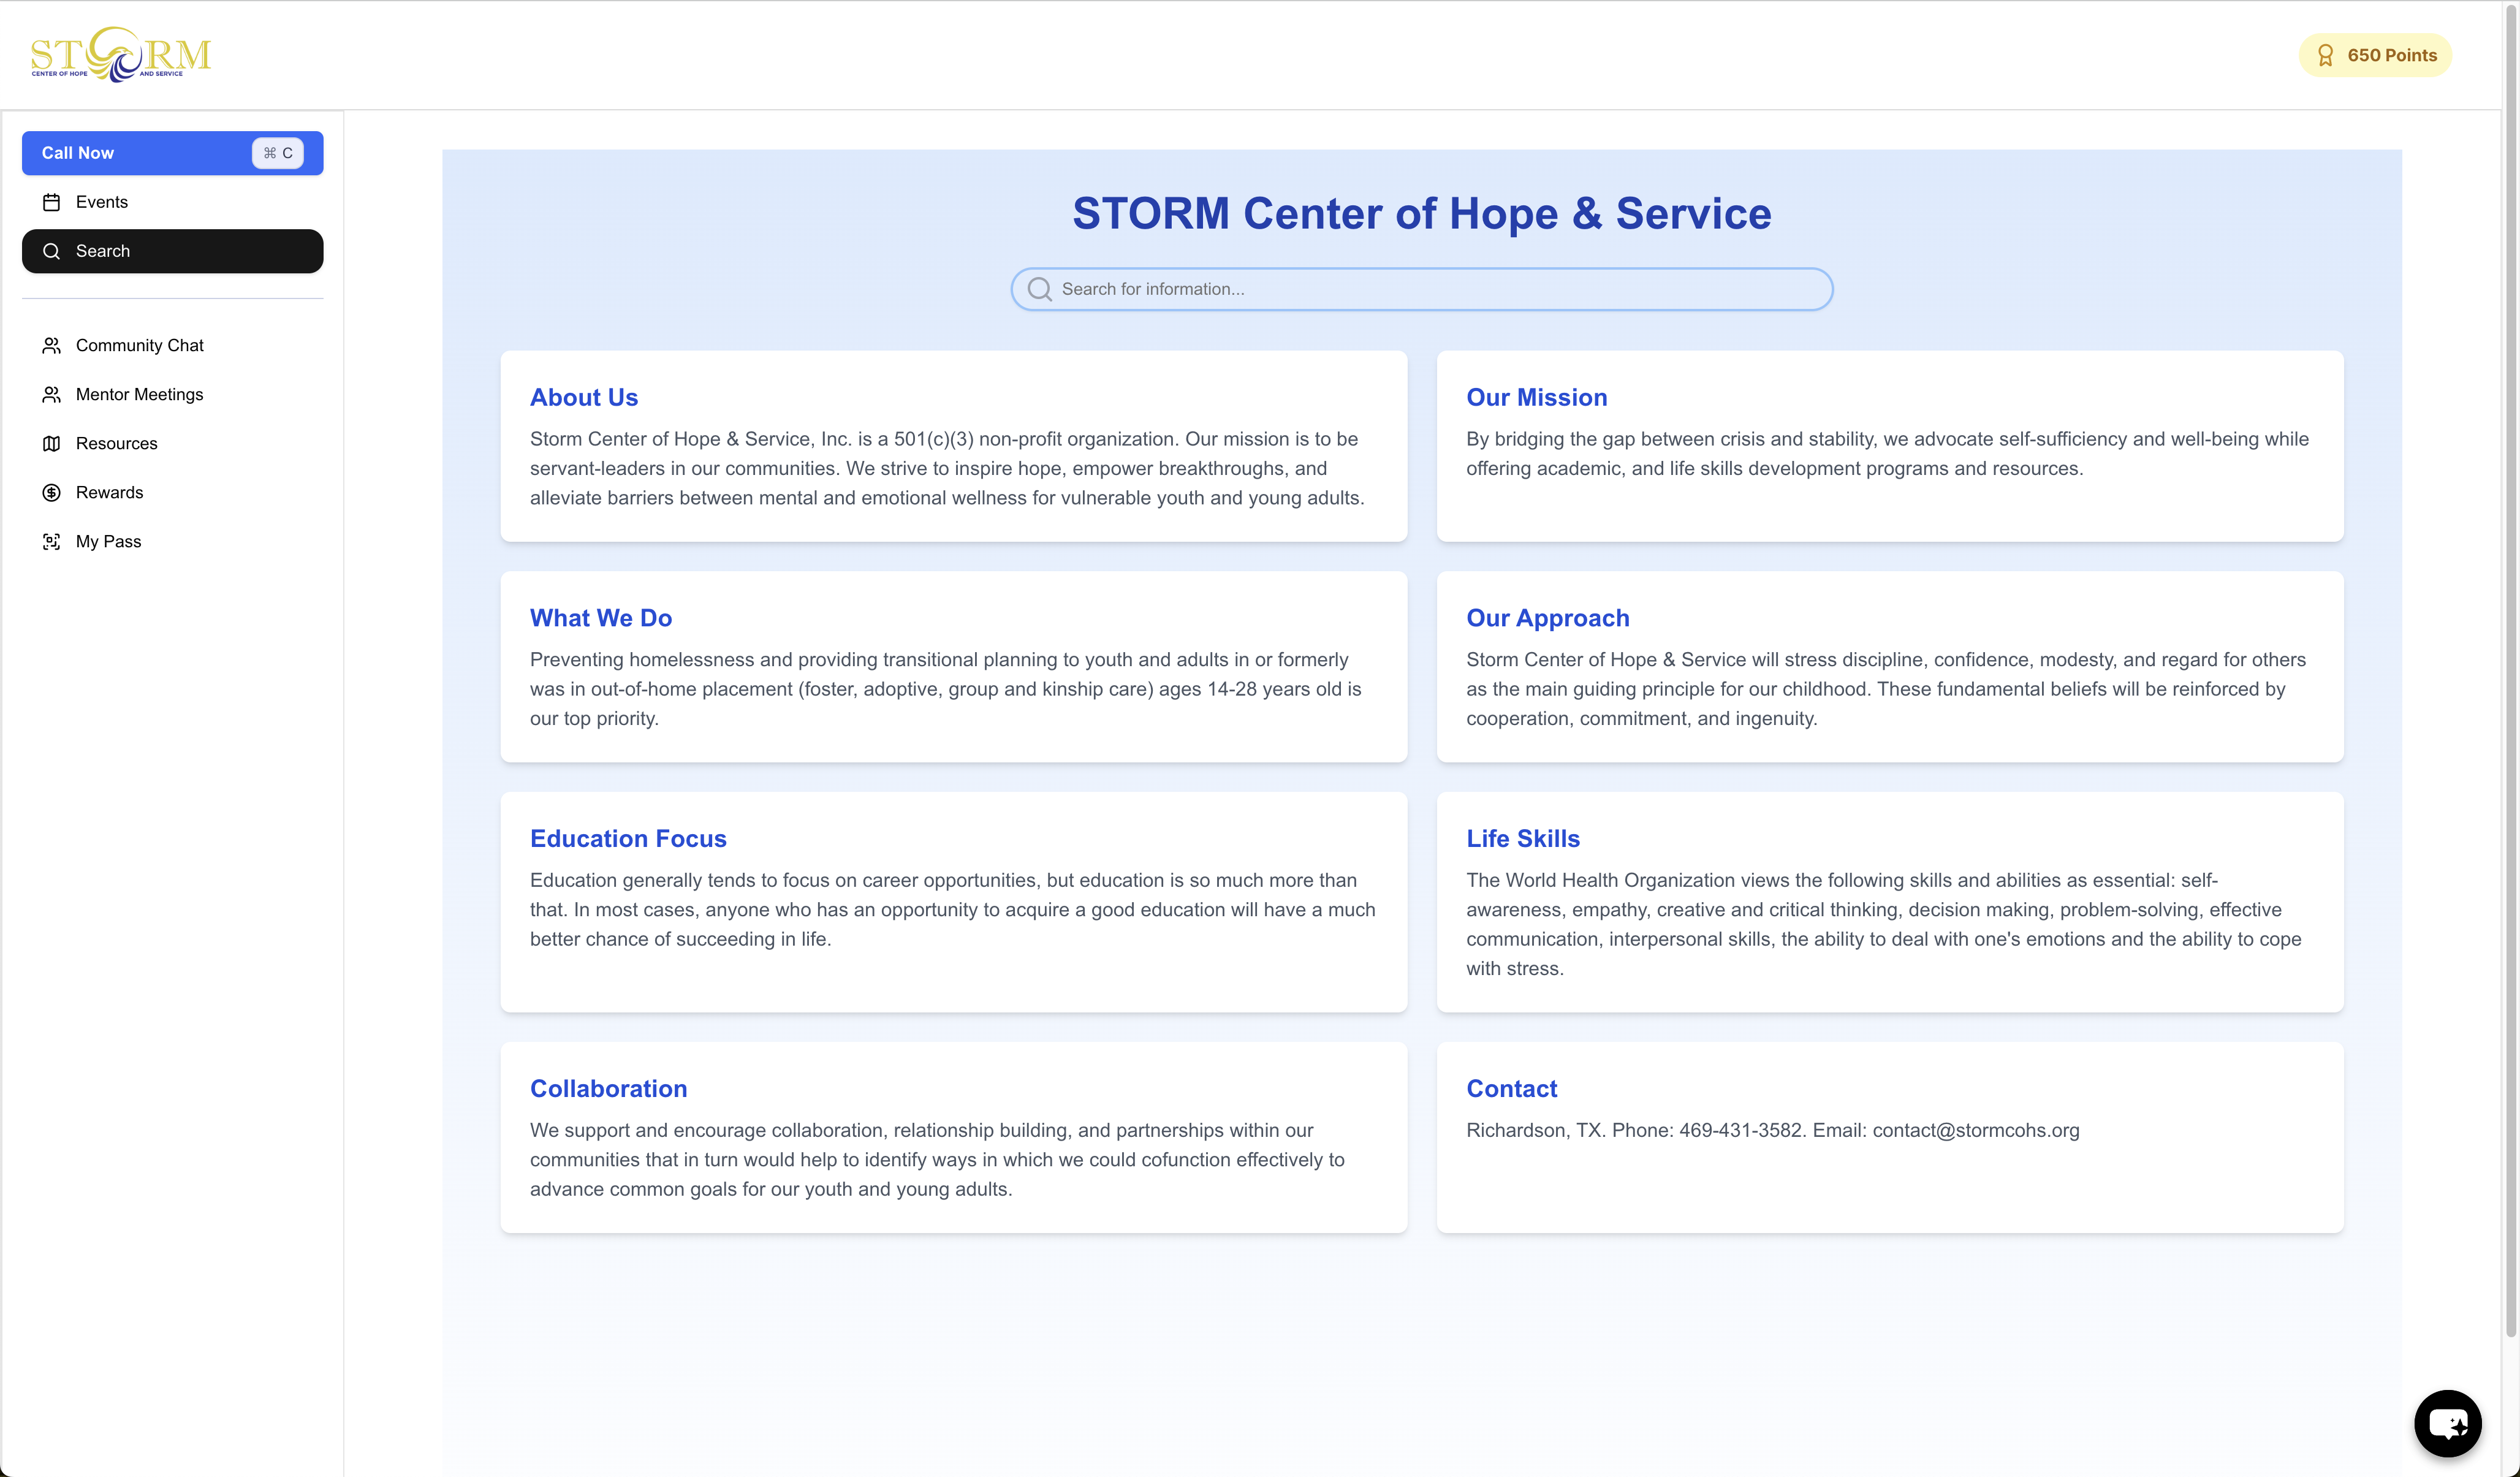 STORM
CENTER OF HOPE AND SERVICE
650 Points
Call Now
⌘ C
Events
Search
Community Chat
Mentor Meetings
Resources
Rewards
My Pass
STORM Center of Hope & Service
Search for information...
About Us
Storm Center of Hope & Service, Inc. is a 501(c)(3) non-profit organization. Our mission is to be
servant-leaders in our communities. We strive to inspire hope, empower breakthroughs, and
alleviate barriers between mental and emotional wellness for vulnerable youth and young adults.
Our Mission
By bridging the gap between crisis and stability, we advocate self-sufficiency and well-being while
offering academic, and life skills development programs and resources.
What We Do
Preventing homelessness and providing transitional planning to youth and adults in or formerly
was in out-of-home placement (foster, adoptive, group and kinship care) ages 14-28 years old is
our top priority.
Our Approach
Storm Center of Hope & Service will stress discipline, confidence, modesty, and regard for others
as the main guiding principle for our childhood. These fundamental beliefs will be reinforced by
cooperation, commitment, and ingenuity.
Education Focus
Education generally tends to focus on career opportunities, but education is so much more than
that. In most cases, anyone who has an opportunity to acquire a good education will have a much
better chance of succeeding in life.
Life Skills
The World Health Organization views the following skills and abilities as essential: self-
awareness, empathy, creative and critical thinking, decision making, problem-solving, effective
communication, interpersonal skills, the ability to deal with one's emotions and the ability to cope
with stress.
Collaboration
We support and encourage collaboration, relationship building, and partnerships within our
communities that in turn would help to identify ways in which we could cofunction effectively to
advance common goals for our youth and young adults.
Contact
Richardson, TX. Phone: 469-431-3582. Email: contact@stormcohs.org